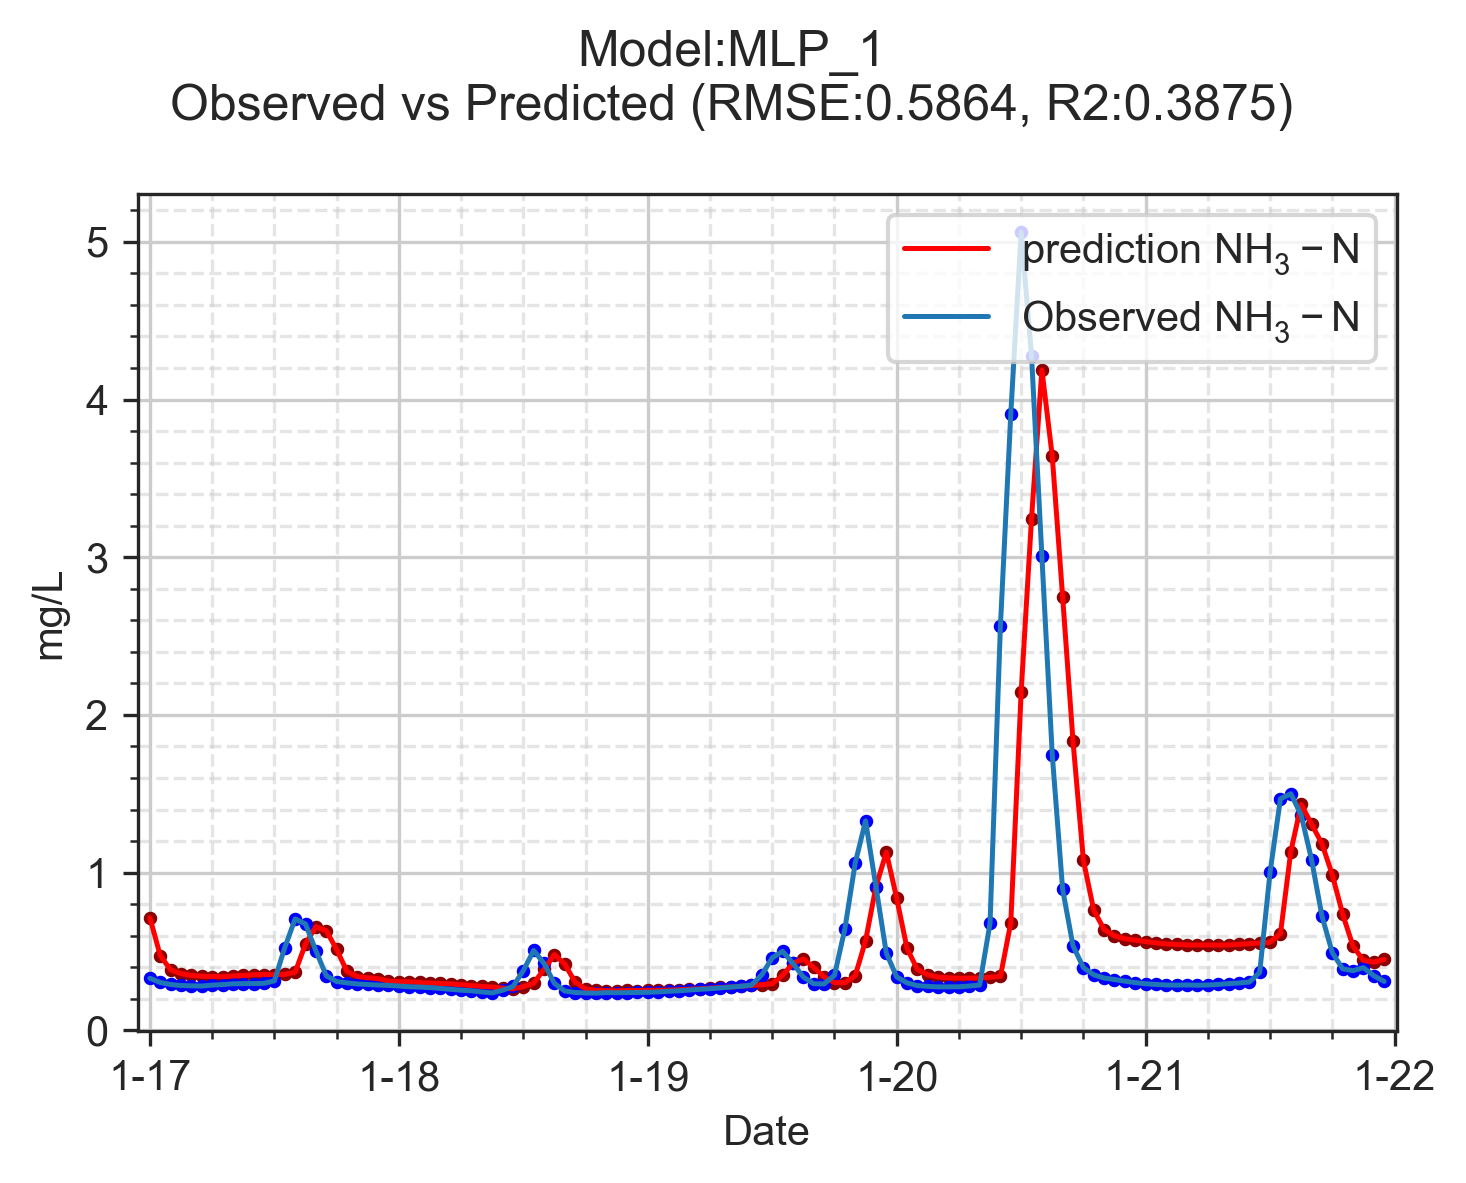 Model:MLP_1
Observed vs Predicted (RMSE:0.5864, R2:0.3875)
prediction NH₃ − N
Observed NH₃ − N
5
4
3
2
1
0
mg/L
1-17 1-18 1-19 1-20 1-21 1-22
Date